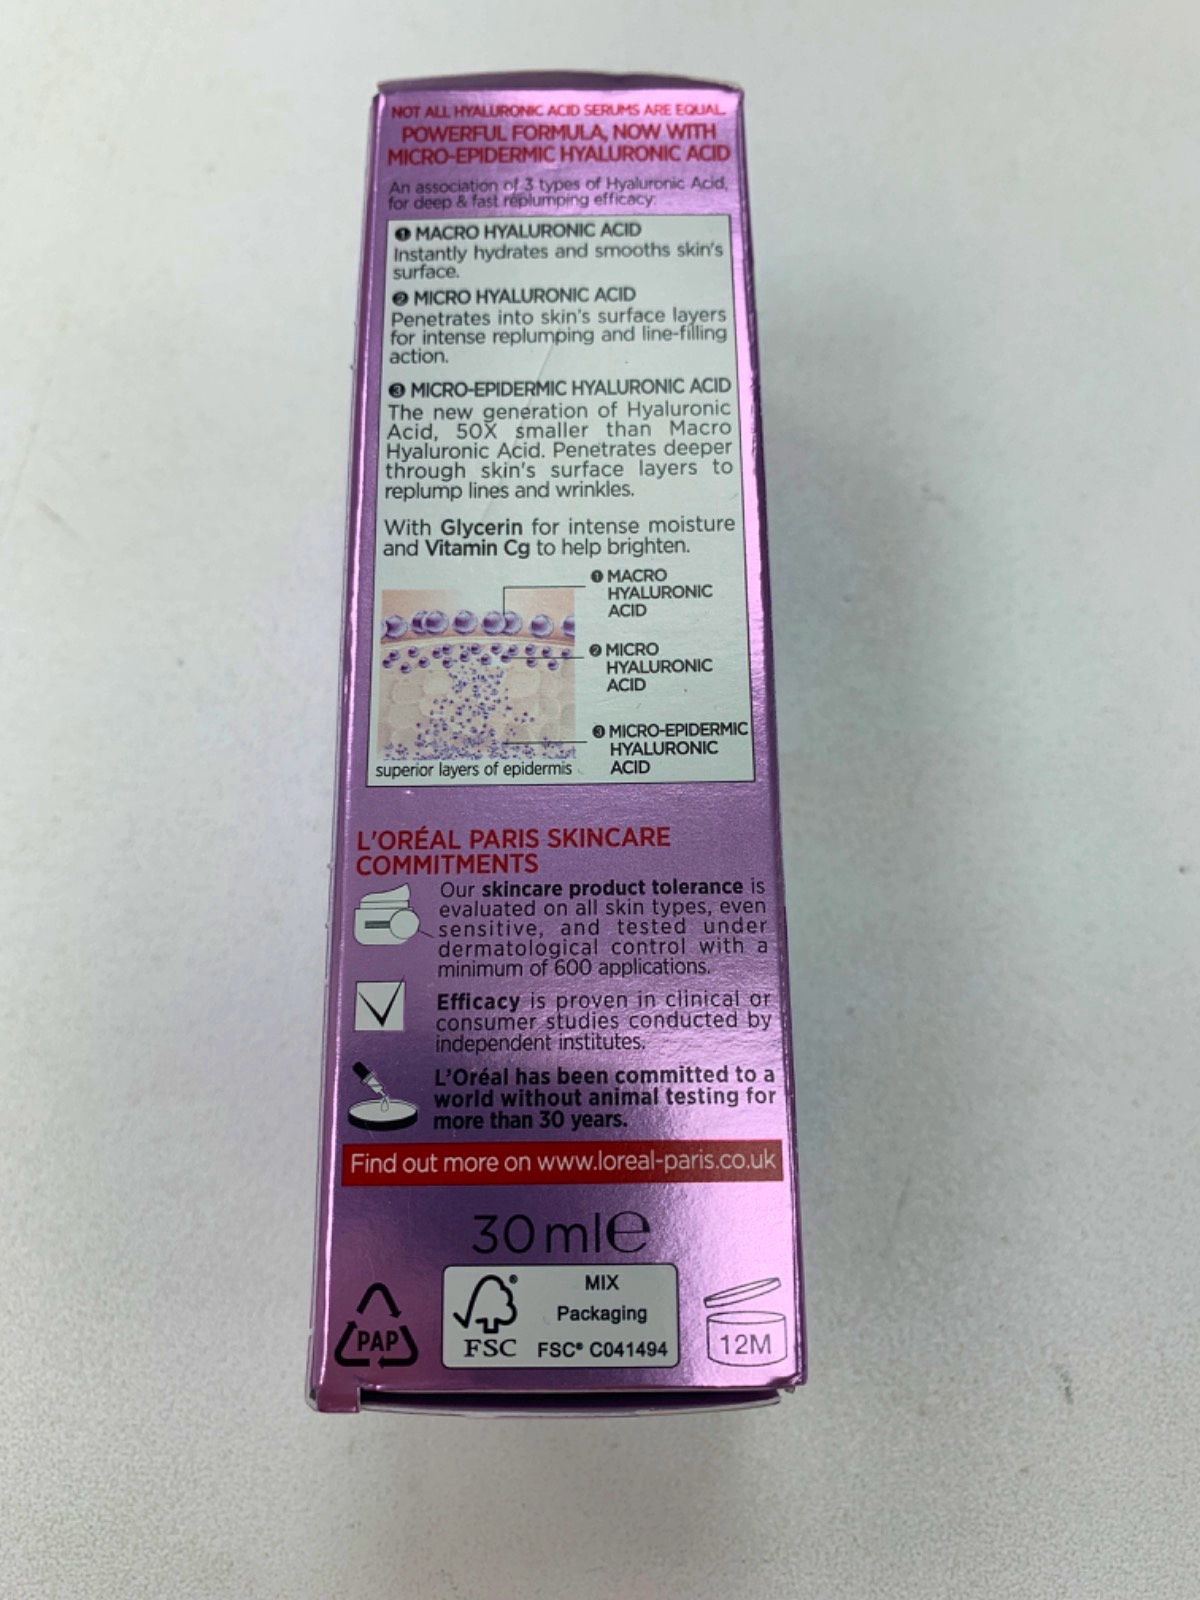 NOT ALL HYALURONIC ACID SERUMS ARE EQUAL.
POWERFUL FORMULA, NOW WITH
MICRO-EPIDERMIC HYALURONIC ACID
An association of 3 types of Hyaluronic Acid,
for deep & fast replumping efficacy:
❶ MACRO HYALURONIC ACID
Instantly hydrates and smooths skin's
surface.
❷ MICRO HYALURONIC ACID
Penetrates into skin's surface layers
for intense replumping and line-filling
action.
❸ MICRO-EPIDERMIC HYALURONIC ACID
The new generation of Hyaluronic
Acid, 50X smaller than Macro
Hyaluronic Acid. Penetrates deeper
through skin's surface layers to
replump lines and wrinkles.
With Glycerin for intense moisture
and Vitamin Cg to help brighten.
❶ MACRO
HYALURONIC
ACID
❷ MICRO
HYALURONIC
ACID
❸ MICRO-EPIDERMIC
HYALURONIC
ACID
superior layers of epidermis
L'ORÉAL PARIS SKINCARE
COMMITMENTS
Our skincare product tolerance is
evaluated on all skin types, even
sensitive, and tested under
dermatological control with a
minimum of 600 applications.
Efficacy is proven in clinical or
consumer studies conducted by
independent institutes.
L'Oréal has been committed to a
world without animal testing for
more than 30 years.
Find out more on www.loreal-paris.co.uk
30 ml℮
PAP
FSC®
MIX
Packaging
FSC® C041494
12M